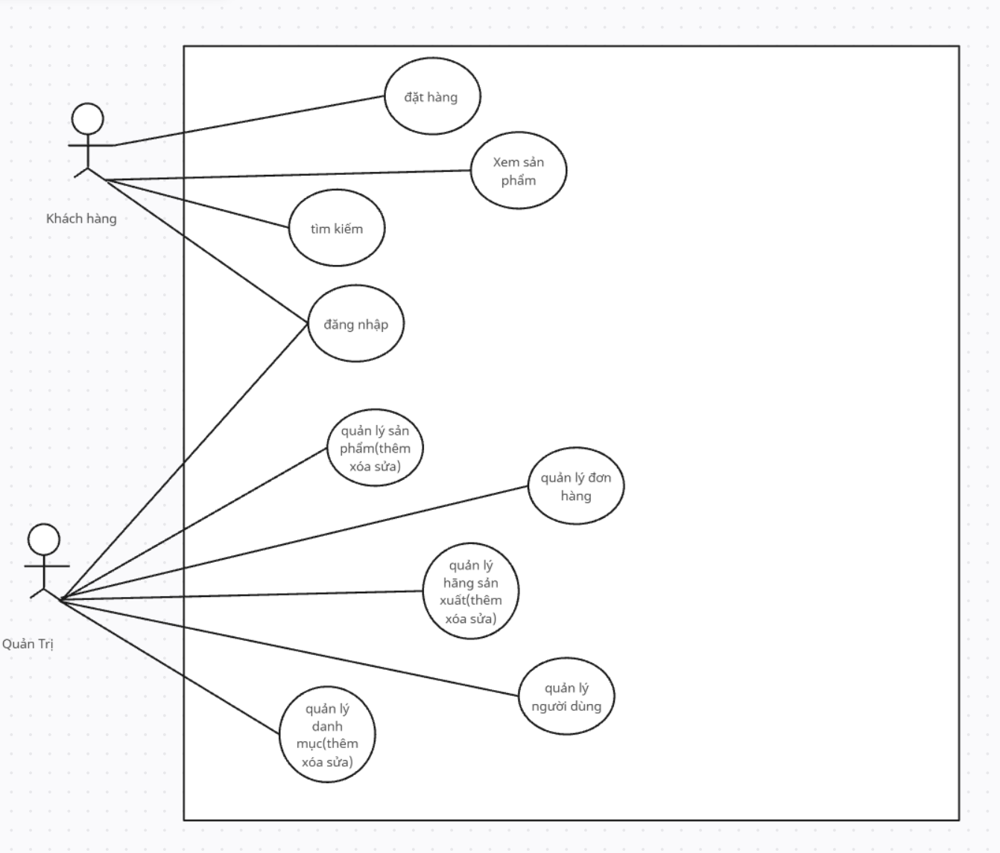 đặt hàng
Xem sản
phẩm
Khách hàng
tìm kiếm
đăng nhập
quản lý sản
phẩm(thêm
xóa sửa)
quản lý đơn
hàng
quản lý
hãng sản
xuất(thêm
xóa sửa)
Quản Trị
quản lý
người dùng
quản lý
danh
mục(thêm
xóa sửa)